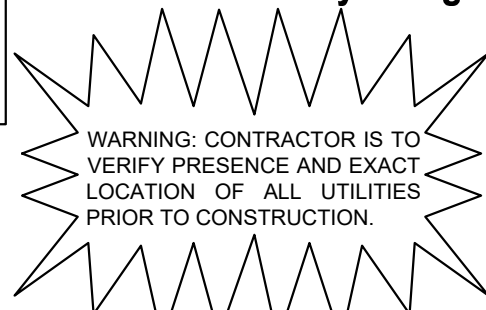 WARNING: CONTRACTOR IS TO
VERIFY PRESENCE AND EXACT
LOCATION OF ALL UTILITIES
PRIOR TO CONSTRUCTION.